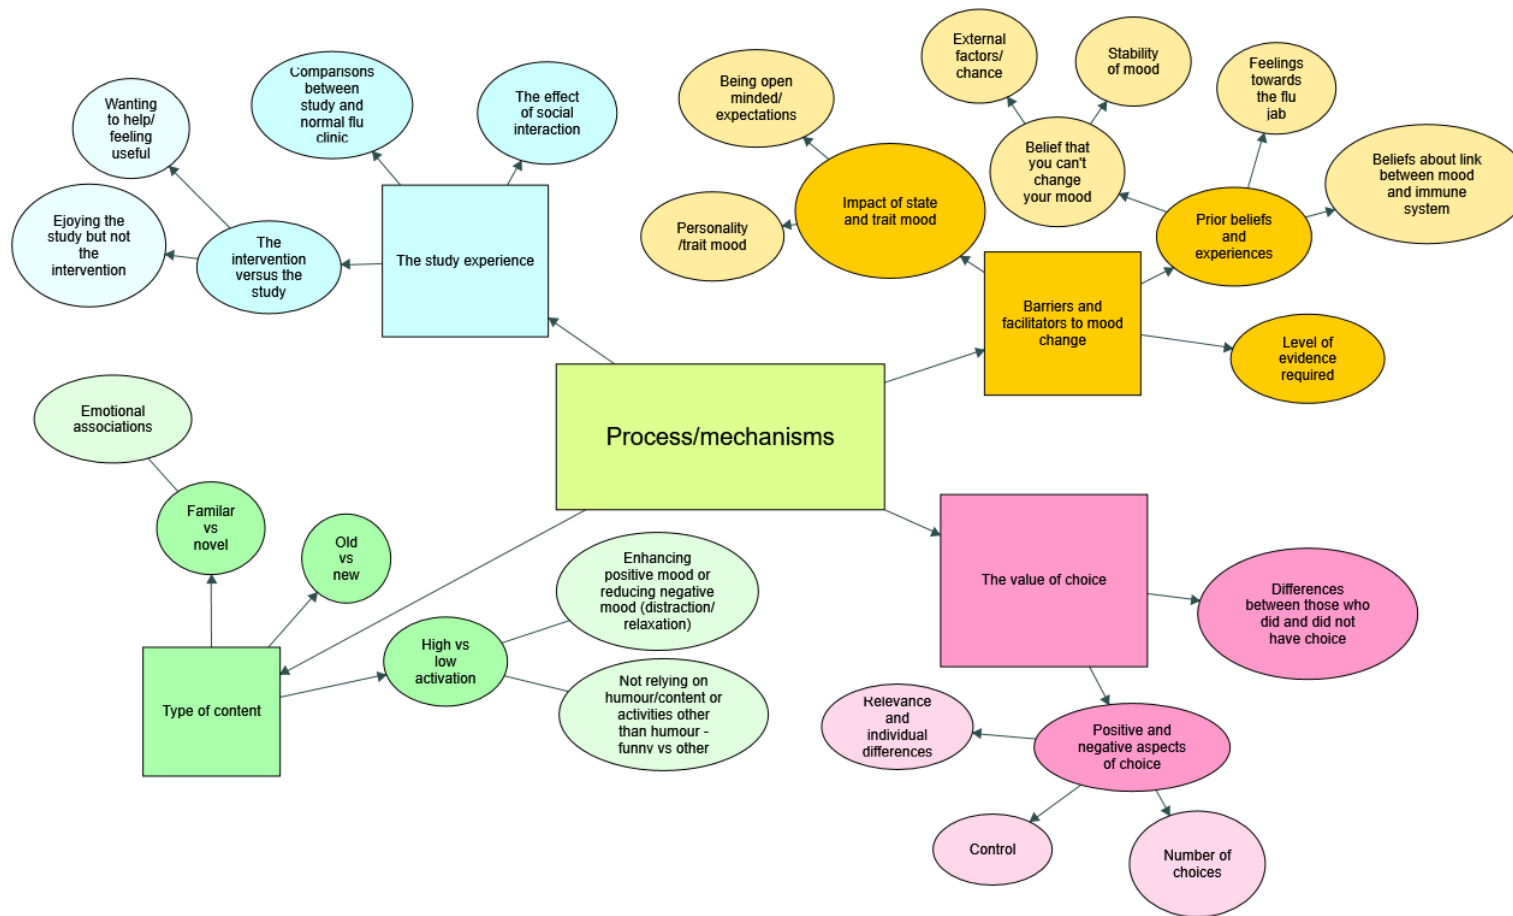 Comparisons
between
study and
normal flu
clinic
The effect
of social
interaction
Wanting
to help/
feeling
useful
Ejoying the
study but not
the
intervention
The
intervention
versus the
study
The study experience
Being open
minded/
expectations
External
factors/
chance
Stability
of mood
Feelings
towards
the flu
jab
Belief that
you can't
change
your mood
Beliefs about link
between mood
and immune
system
Impact of state
and trait mood
Personality
/trait mood
Prior beliefs
and
experiences
Barriers and
facilitators to mood
change
Level of
evidence
required
Process/mechanisms
Emotional
associations
Familar
vs
novel
Old
vs
new
Enhancing
positive mood or
reducing negative
mood (distraction/
relaxation)
High vs
low
activation
Not relying on
humour/content or
activities other
than humour -
funny vs other
Type of content
The value of choice
Differences
between those who
did and did not
have choice
Relevance
and
individual
differences
Positive and
negative aspects
of choice
Control
Number of
choices